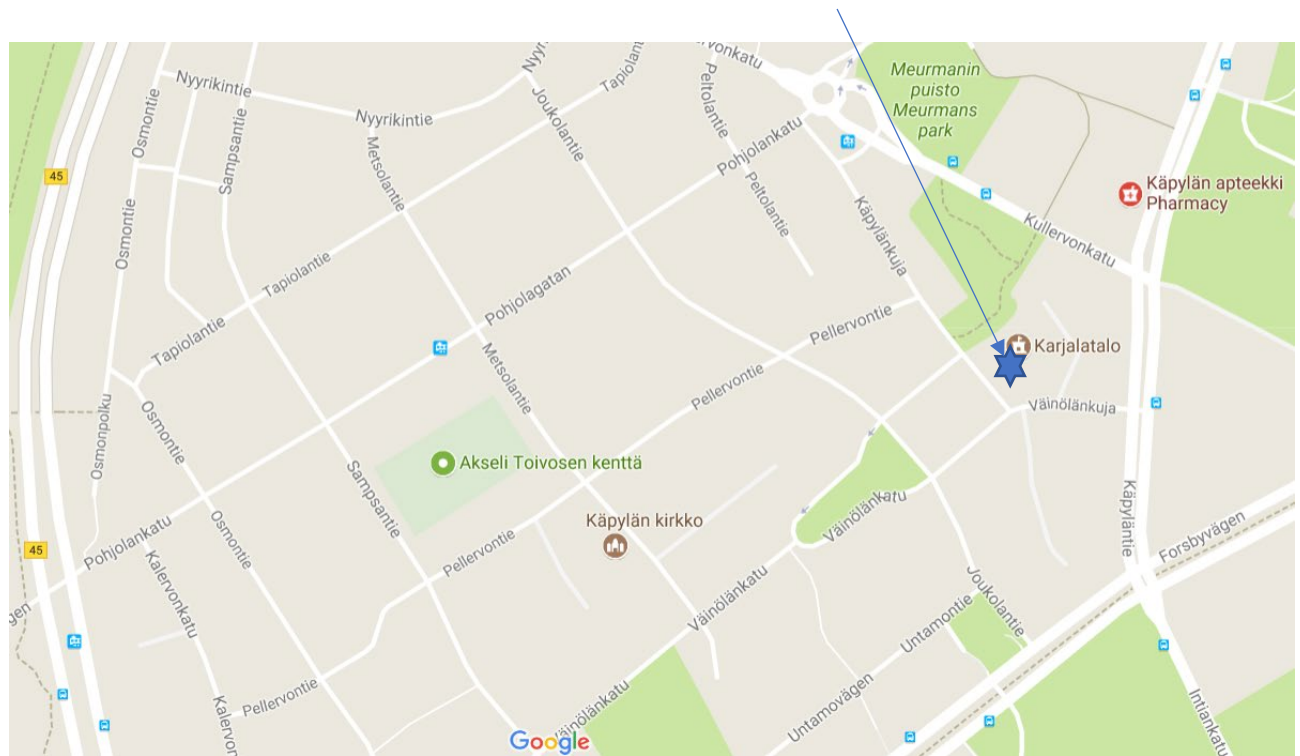 Nyyrikintie
Osmontie
Sampsantie
Nyyrikintie
Metsolantie
Joukolantie
Tapiolantie
Peltolantie
Pohjolankatu
Meurmanin
puisto
Meurmans
park
Käpylän apteekki
Pharmacy
45
Osmontie
Tapiolantie
Pohjolagatan
Peltolantie
Käpylänkuja
Kullervonkatu
Tapiolantie
Metsolantie
Pellervontie
Pellervontie
Karjalatalo
Väinölänkuja
Osmonpolku
Osmontie
Sampsantie
Akseli Toivosen kenttä
Käpylän kirkko
Väinölänkatu
Käpyläntie
Forsbyvägen
45
Pohjolankatu
Osmontie
Kalervonkatu
Pellervontie
Väinölänkatu
Joukolantie
Untamontie
Pellervontie
Väinölänkatu
Untamovägen
Intiankatu
Google